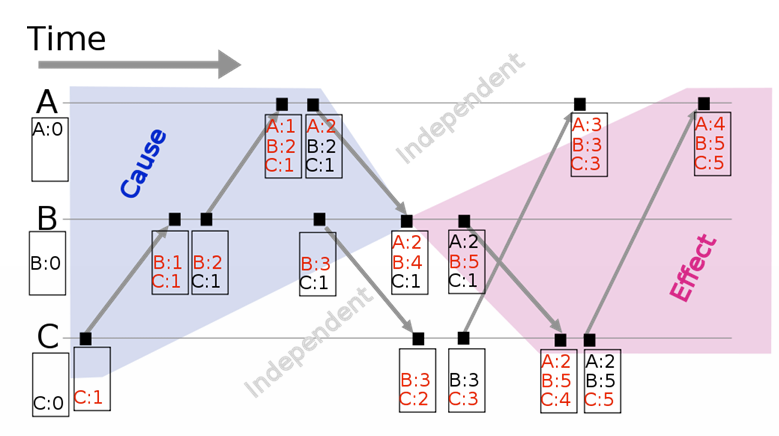 Time
Independent
A
A:0
A:1
B:2
C:1
A:2
B:2
C:1
A:3
B:3
C:3
A:4
B:5
C:5
Cause
B
B:0
B:1
C:1
B:2
C:1
B:3
C:1
A:2
B:4
C:1
A:2
B:5
C:1
Effect
Independent
C
C:0
C:1
B:3
C:2
B:3
C:3
A:2
B:5
C:4
A:2
B:5
C:5